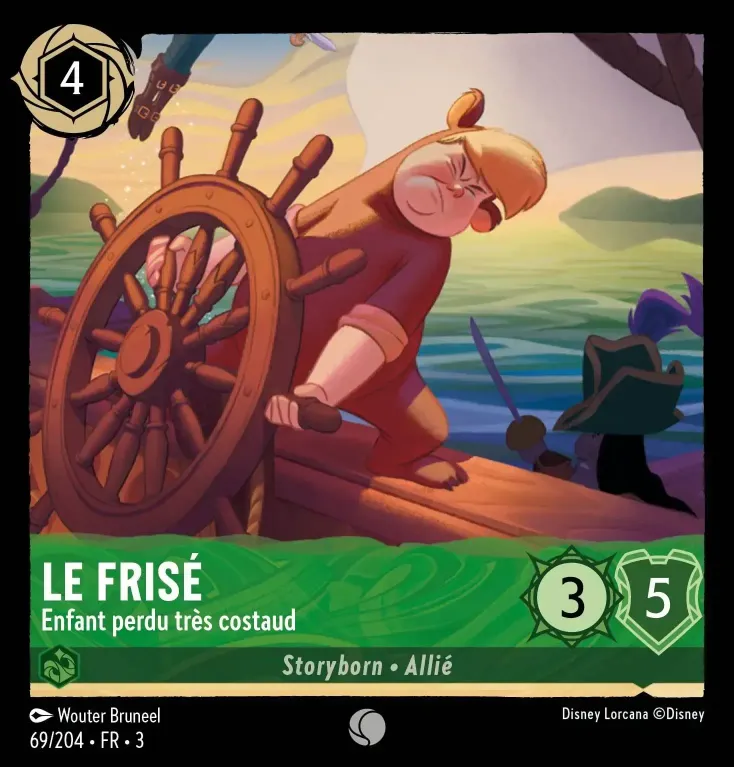 4
LE FRISÉ
Enfant perdu très costaud
3
5
Storyborn • Allié
Wouter Bruneel
Disney Lorcana ©Disney
69/204 • FR • 3